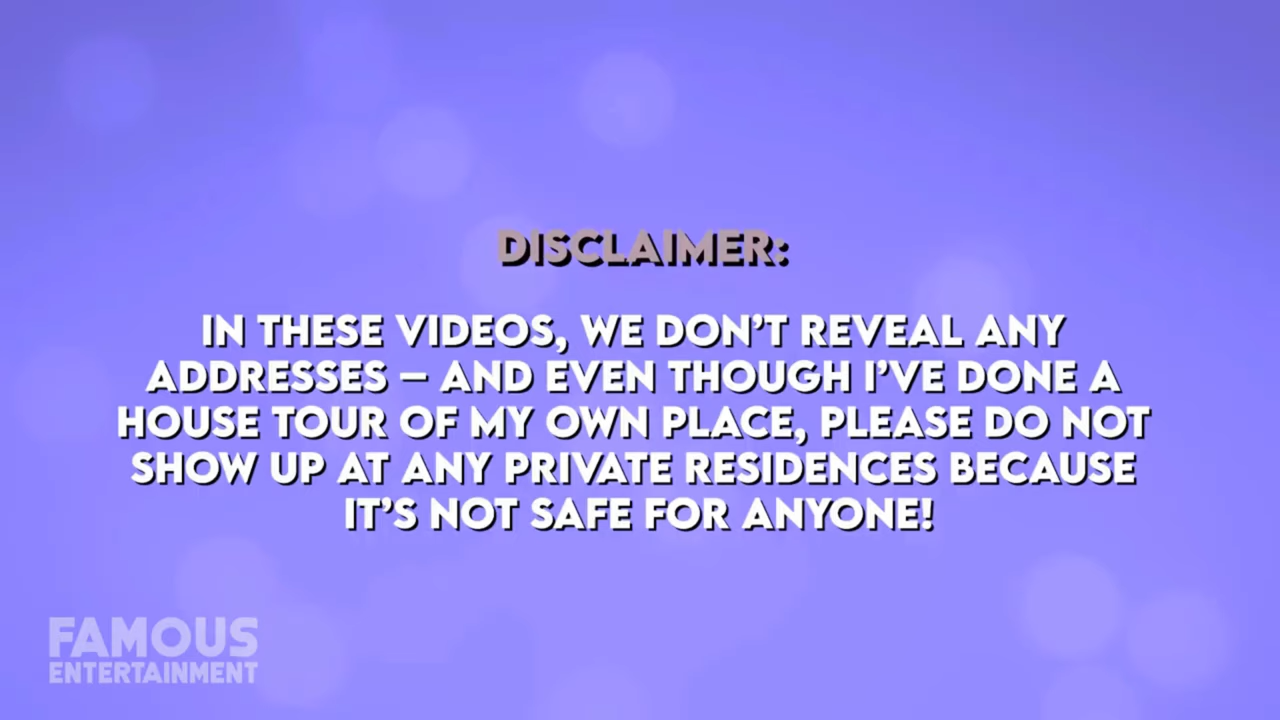 DISCLAIMER:
IN THESE VIDEOS, WE DON'T REVEAL ANY
ADDRESSES – AND EVEN THOUGH I'VE DONE A
HOUSE TOUR OF MY OWN PLACE, PLEASE DO NOT
SHOW UP AT ANY PRIVATE RESIDENCES BECAUSE
IT'S NOT SAFE FOR ANYONE!
FAMOUS
ENTERTAINMENT